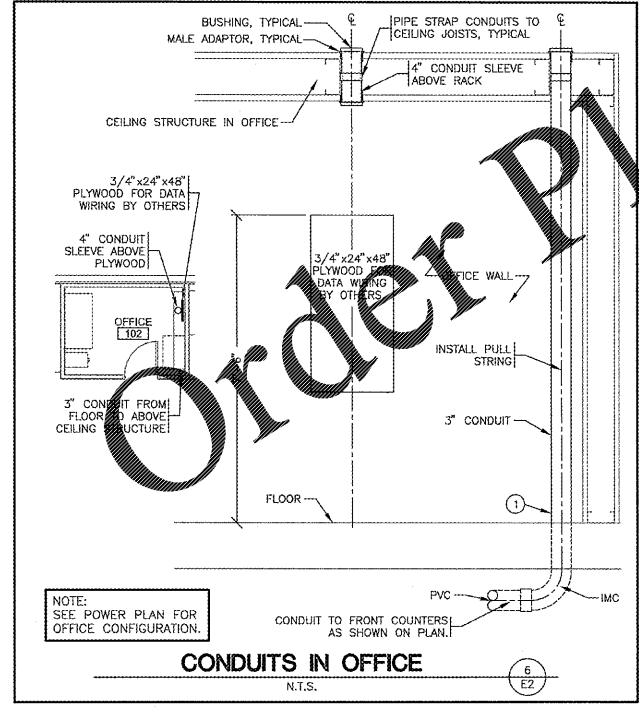 BUSHING, TYPICAL
MALE ADAPTOR, TYPICAL
℄
℄
PIPE STRAP CONDUITS TO
CEILING JOISTS, TYPICAL
4" CONDUIT SLEEVE
ABOVE RACK
CEILING STRUCTURE IN OFFICE
3/4"x24"x48"
PLYWOOD FOR DATA
WIRING BY OTHERS
4" CONDUIT
SLEEVE ABOVE
PLYWOOD
OFFICE
102
3" CONDUIT FROM
FLOOR TO ABOVE
CEILING STRUCTURE
3/4"x24"x48"
PLYWOOD FOR
DATA WIRING
BY OTHERS
OFFICE WALL
INSTALL PULL
STRING
3" CONDUIT
1
FLOOR
PVC
IMC
CONDUIT TO FRONT COUNTERS
AS SHOWN ON PLAN.
NOTE:
SEE POWER PLAN FOR
OFFICE CONFIGURATION.
CONDUITS IN OFFICE
N.T.S.
6
E2
Order Pl